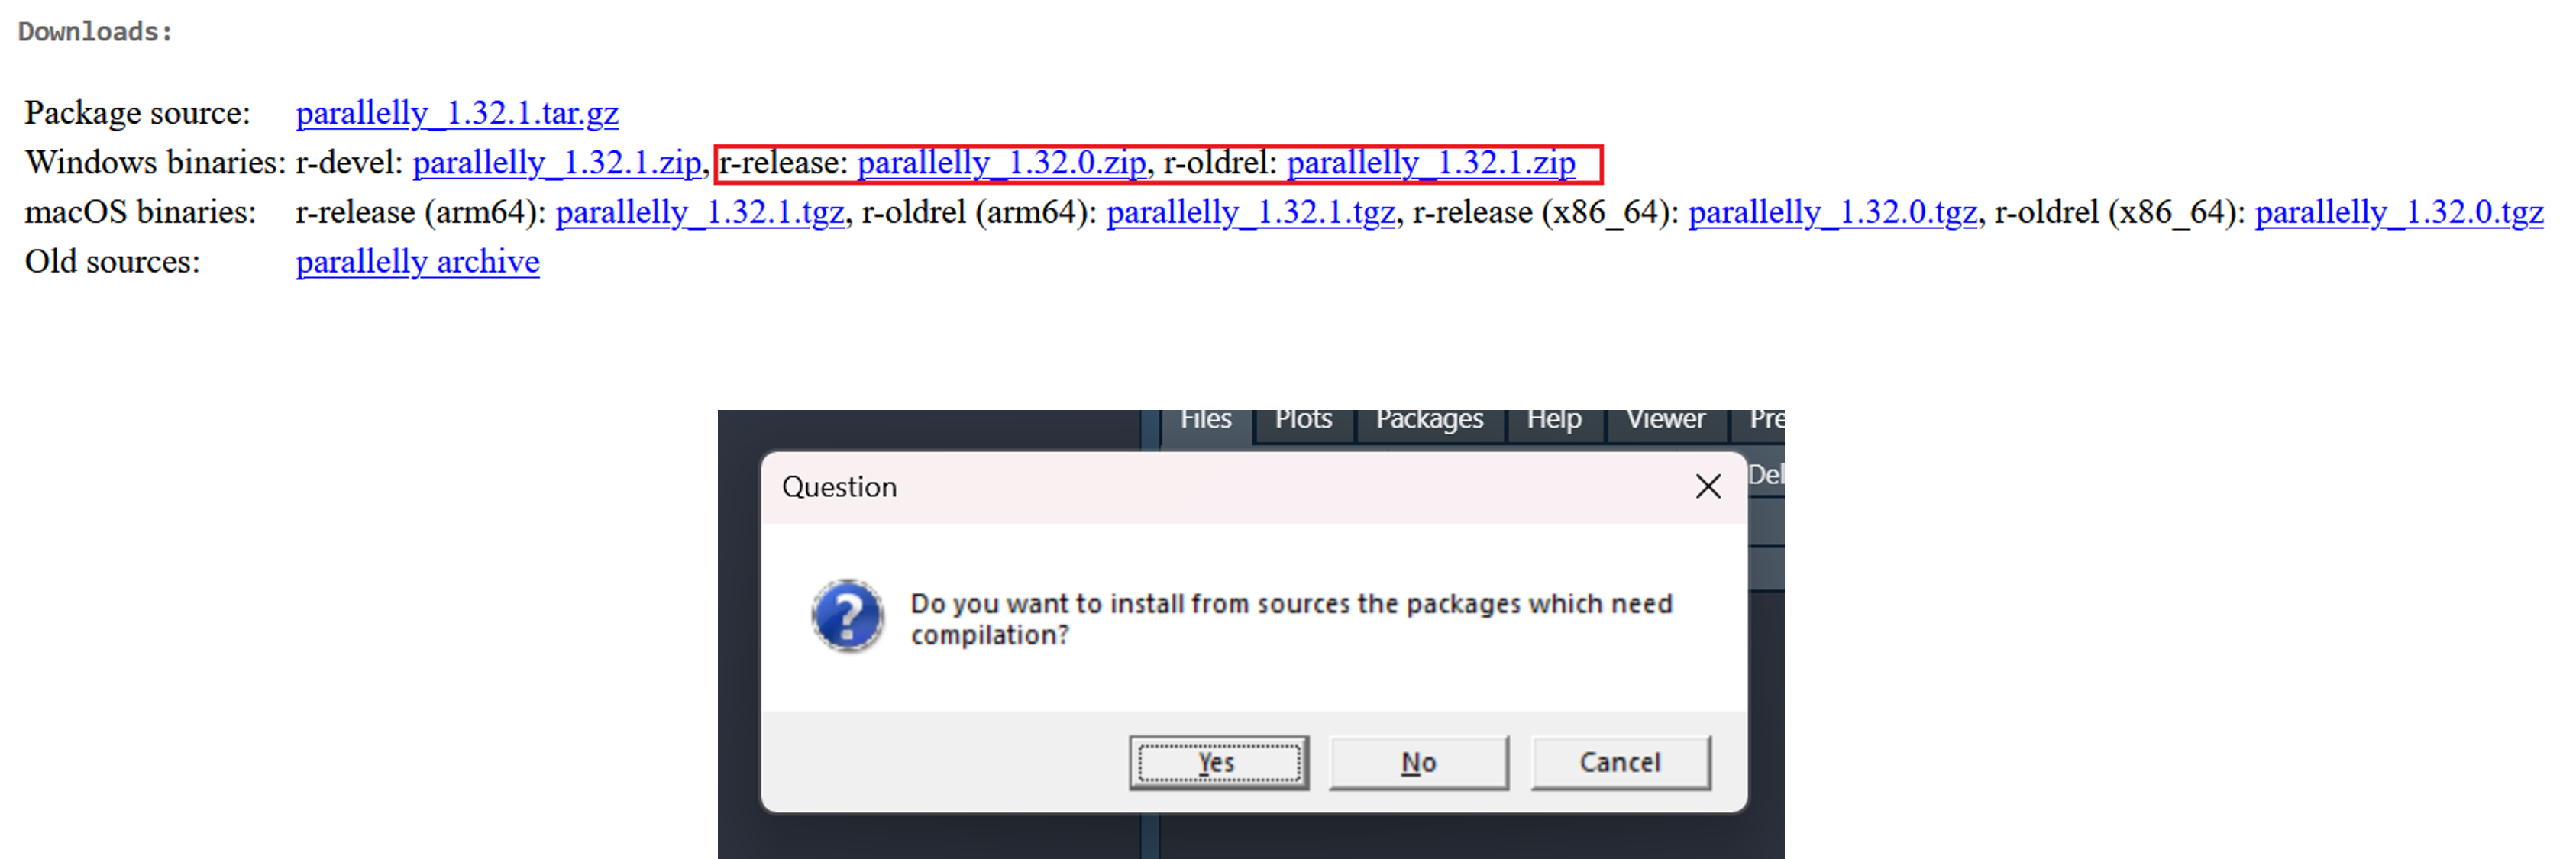 Downloads:
Package source: parallelly_1.32.1.tar.gz
Windows binaries: r-devel: parallelly_1.32.1.zip, r-release: parallelly_1.32.0.zip, r-oldrel: parallelly_1.32.1.zip
macOS binaries: r-release (arm64): parallelly_1.32.1.tgz, r-oldrel (arm64): parallelly_1.32.1.tgz, r-release (x86_64): parallelly_1.32.0.tgz, r-oldrel (x86_64): parallelly_1.32.0.tgz
Old sources: parallelly archive
Files Plots Packages Help Viewer Pre
Del
Question
Do you want to install from sources the packages which need
compilation?
Yes No Cancel